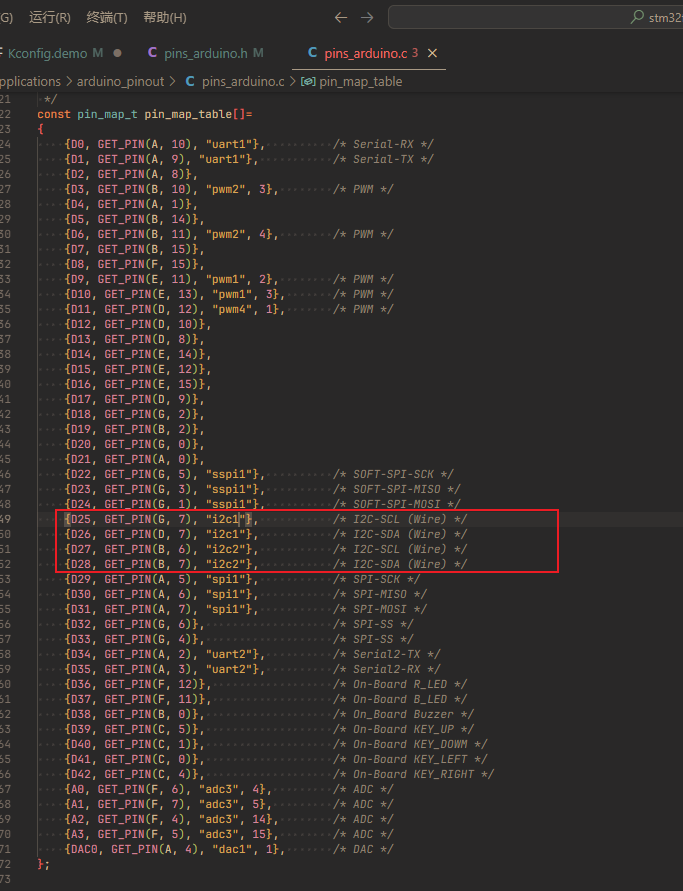 G) 运行(R) 终端(T) 帮助(H) ← → stm32
Kconfig.demo M ● C pins_arduino.h M C pins_arduino.c 3 ×
pplications > arduino_pinout > C pins_arduino.c > pin_map_table
21 */
22 const pin_map_t pin_map_table[]=
23 {
24 {D0, GET_PIN(A, 10), "uart1"}, /* Serial-RX */
25 {D1, GET_PIN(A, 9), "uart1"}, /* Serial-TX */
26 {D2, GET_PIN(A, 8)},
27 {D3, GET_PIN(B, 10), "pwm2", 3}, /* PWM */
28 {D4, GET_PIN(A, 1)},
29 {D5, GET_PIN(B, 14)},
30 {D6, GET_PIN(B, 11), "pwm2", 4}, /* PWM */
31 {D7, GET_PIN(B, 15)},
32 {D8, GET_PIN(F, 15)},
33 {D9, GET_PIN(E, 11), "pwm1", 2}, /* PWM */
34 {D10, GET_PIN(E, 13), "pwm1", 3}, /* PWM */
35 {D11, GET_PIN(D, 12), "pwm4", 1}, /* PWM */
36 {D12, GET_PIN(D, 10)},
37 {D13, GET_PIN(D, 8)},
38 {D14, GET_PIN(E, 14)},
39 {D15, GET_PIN(E, 12)},
40 {D16, GET_PIN(E, 15)},
41 {D17, GET_PIN(D, 9)},
42 {D18, GET_PIN(G, 2)},
43 {D19, GET_PIN(B, 2)},
44 {D20, GET_PIN(G, 0)},
45 {D21, GET_PIN(A, 0)},
46 {D22, GET_PIN(G, 5), "sspi1"}, /* SOFT-SPI-SCK */
47 {D23, GET_PIN(G, 3), "sspi1"}, /* SOFT-SPI-MISO */
48 {D24, GET_PIN(G, 1), "sspi1"}, /* SOFT-SPI-MOSI */
49 {D25, GET_PIN(G, 7), "i2c1"}, /* I2C-SCL (Wire) */
50 {D26, GET_PIN(D, 7), "i2c1"}, /* I2C-SDA (Wire) */
51 {D27, GET_PIN(B, 6), "i2c2"}, /* I2C-SCL (Wire) */
52 {D28, GET_PIN(B, 7), "i2c2"}, /* I2C-SDA (Wire) */
53 {D29, GET_PIN(A, 5), "spi1"}, /* SPI-SCK */
54 {D30, GET_PIN(A, 6), "spi1"}, /* SPI-MISO */
55 {D31, GET_PIN(A, 7), "spi1"}, /* SPI-MOSI */
56 {D32, GET_PIN(G, 6)}, /* SPI-SS */
57 {D33, GET_PIN(G, 4)}, /* SPI-SS */
58 {D34, GET_PIN(A, 2), "uart2"}, /* Serial2-TX */
59 {D35, GET_PIN(A, 3), "uart2"}, /* Serial2-RX */
60 {D36, GET_PIN(F, 12)}, /* On-Board R_LED */
61 {D37, GET_PIN(F, 11)}, /* On-Board B_LED */
62 {D38, GET_PIN(B, 0)}, /* On_Board Buzzer */
63 {D39, GET_PIN(C, 5)}, /* On-Board KEY_UP */
64 {D40, GET_PIN(C, 1)}, /* On-Board KEY_DOWM */
65 {D41, GET_PIN(C, 0)}, /* On-Board KEY_LEFT */
66 {D42, GET_PIN(C, 4)}, /* On-Board KEY_RIGHT */
67 {A0, GET_PIN(F, 6), "adc3", 4}, /* ADC */
68 {A1, GET_PIN(F, 7), "adc3", 5}, /* ADC */
69 {A2, GET_PIN(F, 4), "adc3", 14}, /* ADC */
70 {A3, GET_PIN(F, 5), "adc3", 15}, /* ADC */
71 {DAC0, GET_PIN(A, 4), "dac1", 1}, /* DAC */
72 };
73